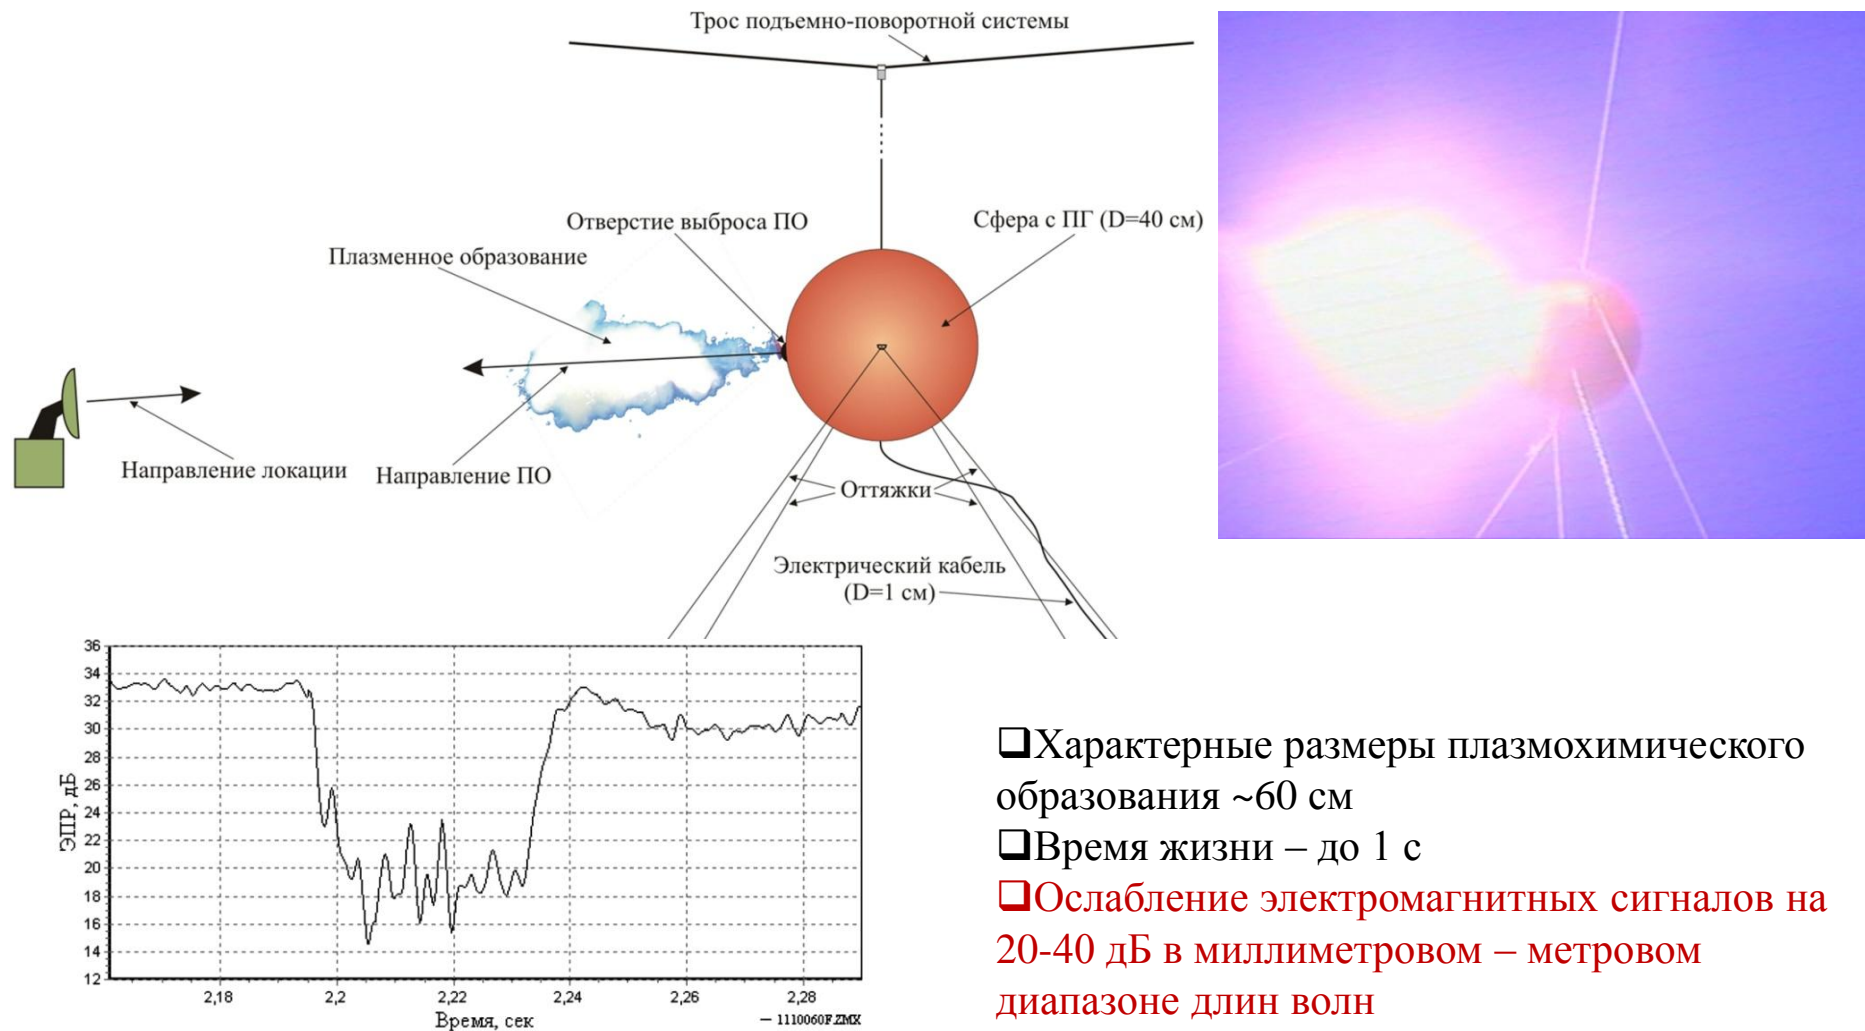 Трос подъемно-поворотной системы
Отверстие выброса ПО
Сфера с ПГ (D=40 см)
Плазменное образование
Направление локации
Направление ПО
Оттяжки
Электрический кабель
(D=1 см)
36
34
32
30
28
26
24
22
20
18
16
14
12
ЭПР, дБ
2,18
2,2
2,22
2,24
2,26
2,28
Время, сек
— 1110060F.ZMX
❑Характерные размеры плазмохимического
образования ~60 см
❑Время жизни – до 1 с
❑Ослабление электромагнитных сигналов на
20-40 дБ в миллиметровом – метровом
диапазоне длин волн